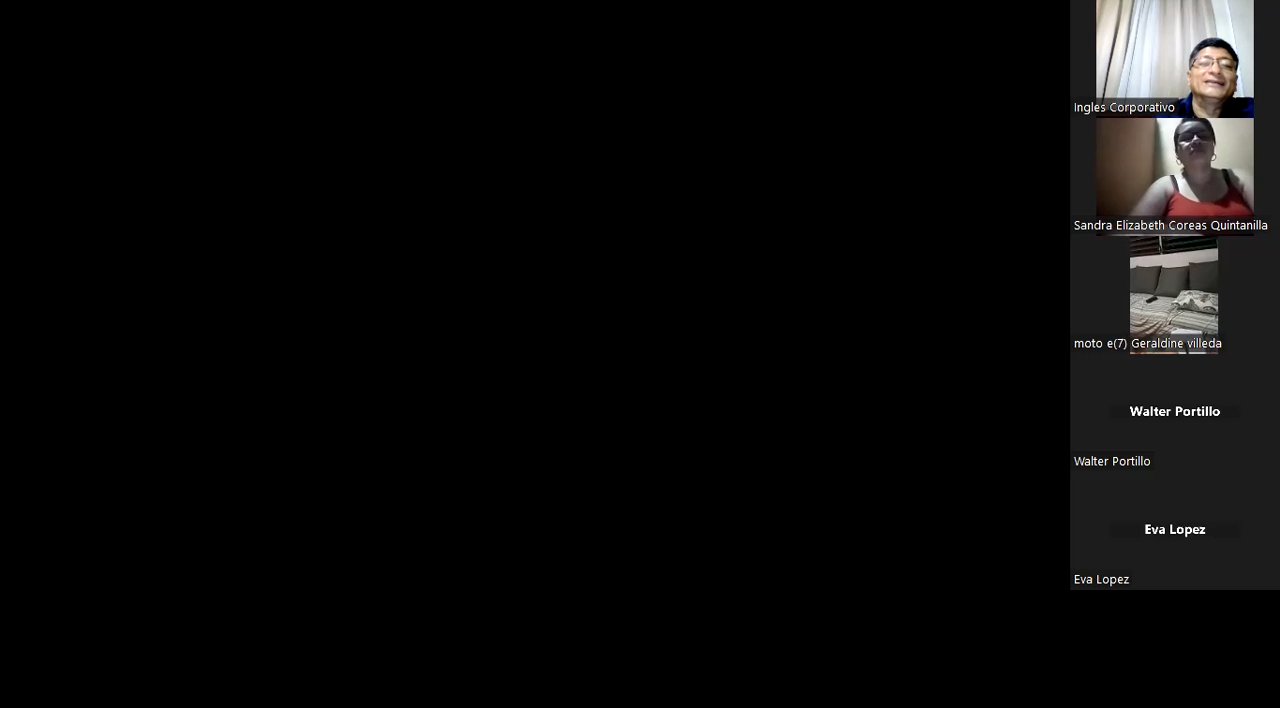 Ingles Corporativo
Sandra Elizabeth Coreas Quintanilla
moto e(7) Geraldine villeda
Walter Portillo
Walter Portillo
Eva Lopez
Eva Lopez